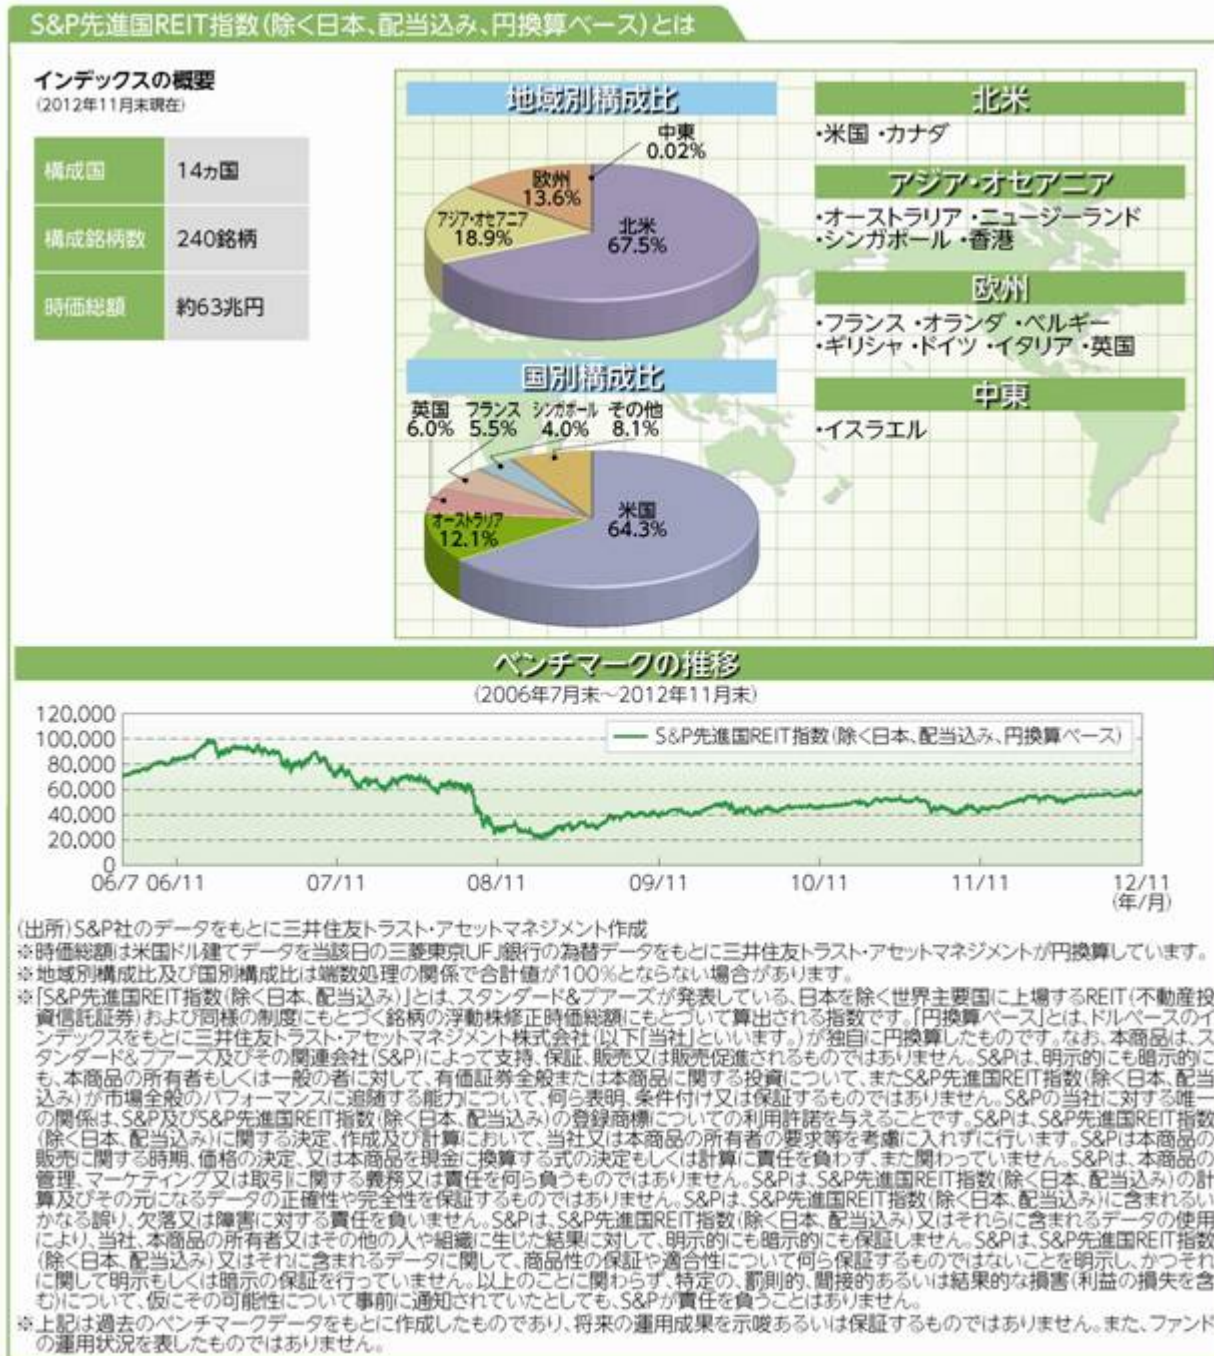 S&P先進国REIT指数(除く日本、配当込み、円換算ベース)とは
インデックスの概要
(2012年11月末現在)
構成国 14ヵ国
構成銘柄数 240銘柄
時価総額 約63兆円
地域別構成比
中東
0.02%
欧州
13.6%
アジア・オセアニア
18.9%
北米
67.5%
国別構成比
英国 フランス シンガポール その他
6.0% 5.5% 4.0% 8.1%
オーストラリア
12.1%
米国
64.3%
北米
・米国 ・カナダ
アジア・オセアニア
・オーストラリア ・ニュージーランド
・シンガポール ・香港
欧州
・フランス ・オランダ ・ベルギー
・ギリシャ ・ドイツ ・イタリア ・英国
中東
・イスラエル
ベンチマークの推移
(2006年7月末～2012年11月末)
S&P先進国REIT指数(除く日本、配当込み、円換算ベース)
120,000
100,000
80,000
60,000
40,000
20,000
0
06/7 06/11 07/11 08/11 09/11 10/11 11/11 12/11
(年/月)
(出所)S&P社のデータをもとに三井住友トラスト・アセットマネジメント作成
※時価総額は米国ドル建てデータを当該日の三菱東京UFJ銀行の為替データをもとに三井住友トラスト・アセットマネジメントが円換算しています。
※地域別構成比及び国別構成比は端数処理の関係で合計値が100%とならない場合があります。
※「S&P先進国REIT指数(除く日本、配当込み)」とは、スタンダード&プアーズが発表している、日本を除く世界主要国に上場するREIT(不動産投
資信託証券)および同様の制度にもとづく銘柄の浮動株修正時価総額にもとづいて算出される指数です。「円換算ベース」とは、ドルベースのイ
ンデックスをもとに三井住友トラスト・アセットマネジメント株式会社(以下「当社」といいます。)が独自に円換算したものです。なお、本商品は、ス
タンダード&プアーズ及びその関連会社(S&P)によって支持、保証、販売又は販売促進されるものではありません。S&Pは、明示的にも暗示的に
も、本商品の所有者もしくは一般の者に対して、有価証券全般または本商品に関する投資について、またS&P先進国REIT指数(除く日本、配当
込み)が市場全般のパフォーマンスに追随する能力について、何ら表明、条件付け又は保証するものではありません。S&Pの当社に対する唯一
の関係は、S&P及びS&P先進国REIT指数(除く日本、配当込み)の登録商標についての利用許諾を与えることです。S&Pは、S&P先進国REIT指数
(除く日本、配当込み)に関する決定、作成及び計算において、当社又は本商品の所有者の要求等を考慮に入れずに行います。S&Pは本商品の
販売に関する時期、価格の決定、又は本商品を現金に換算する式の決定もしくは計算に責任を負わず、また関わっていません。S&Pは、本商品の
管理、マーケティング又は取引に関する義務又は責任を何ら負うものではありません。S&Pは、S&P先進国REIT指数(除く日本、配当込み)の計
算及びその元になるデータの正確性や完全性を保証するものではありません。S&Pは、S&P先進国REIT指数(除く日本、配当込み)に含まれるい
かなる誤り、欠落又は障害に対する責任を負いません。S&Pは、S&P先進国REIT指数(除く日本、配当込み)又はそれらに含まれるデータの使用
により、当社、本商品の所有者又はその他の人や組織に生じた結果に対して、明示的にも暗示的にも保証しません。S&Pは、S&P先進国REIT指数
(除く日本、配当込み)又はそれに含まれるデータに関して、商品性の保証や適合性について何ら保証するものではないことを明示し、かつそれ
に関して明示もしくは暗示の保証を行っていません。以上のことに関わらず、特定の、罰則的、間接的あるいは結果的な損害(利益の損失を含
む)について、仮にその可能性について事前に通知されていたとしても、S&Pが責任を負うことはありません。
※上記は過去のベンチマークデータをもとに作成したものであり、将来の運用成果を示唆あるいは保証するものではありません。また、ファンド
の運用状況を表したものではありません。